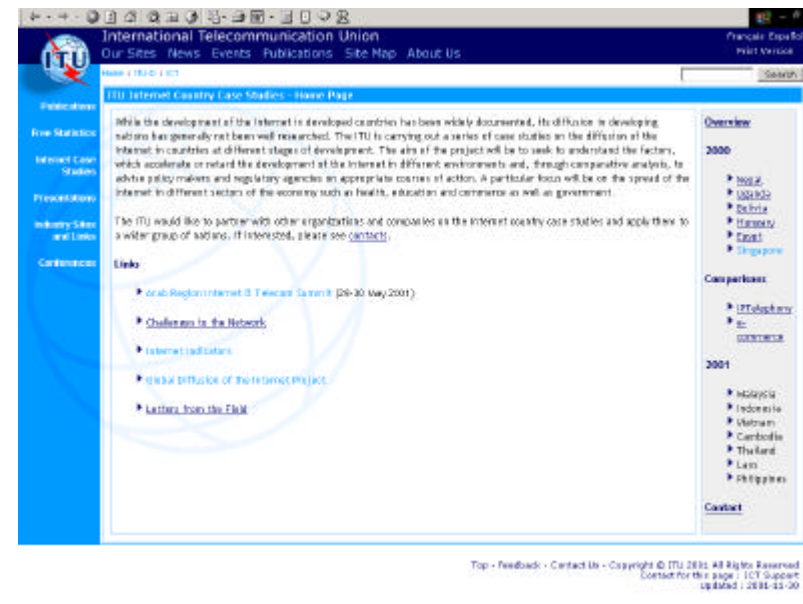 International Telecommunication Union
Français Español
Our Sites News Events Publications Site Map About Us
Print Version
ITU
Home : ITU-D : ICT
Search
ITU Internet Country Case Studies - Home Page
Publications
Free Statistics
Internet Case
Studies
Presentations
Industry Sites
and Links
Conferences
While the development of the Internet in developed countries has been widely documented, its diffusion in developing
nations has generally not been well researched. The ITU is carrying out a series of case studies on the diffusion of the
Internet in countries at different stages of development. The aim of the project will be to seek to understand the factors,
which accelerate or retard the development of the Internet in different environments and, through comparative analysis, to
advise policy makers and regulatory agencies on appropriate courses of action. A particular focus will be on the spread of the
Internet in different sectors of the economy such as health, education and commerce as well as government.
The ITU would like to partner with other organizations and companies on the internet country case studies and apply them to
a wider group of nations. If interested, please see contacts.
Links
Arab Region Internet & Telecom Summit (28-30 May 2001)
Challenges to the Network
Internet Indicators
Global Diffusion of the Internet Project
Letters from the Field
Overview
2000
Nepal
Uganda
Bolivia
Hungary
Egypt
Singapore
Comparisons
IPTelephony
e-
commerce
2001
Malaysia
Indonesia
Vietnam
Cambodia
Thailand
Laos
Philippines
Contact
Top - Feedback - Contact Us - Copyright © ITU 2001 All Rights Reserved
Contact for this page : ICT Support
Updated : 2001-11-30